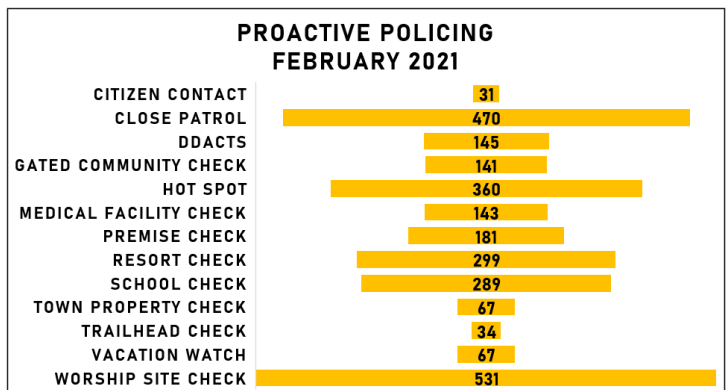 PROACTIVE POLICING
FEBRUARY 2021
CITIZEN CONTACT 31
CLOSE PATROL 470
DDACTS 145
GATED COMMUNITY CHECK 141
HOT SPOT 360
MEDICAL FACILITY CHECK 143
PREMISE CHECK 181
RESORT CHECK 299
SCHOOL CHECK 289
TOWN PROPERTY CHECK 67
TRAILHEAD CHECK 34
VACATION WATCH 67
WORSHIP SITE CHECK 531